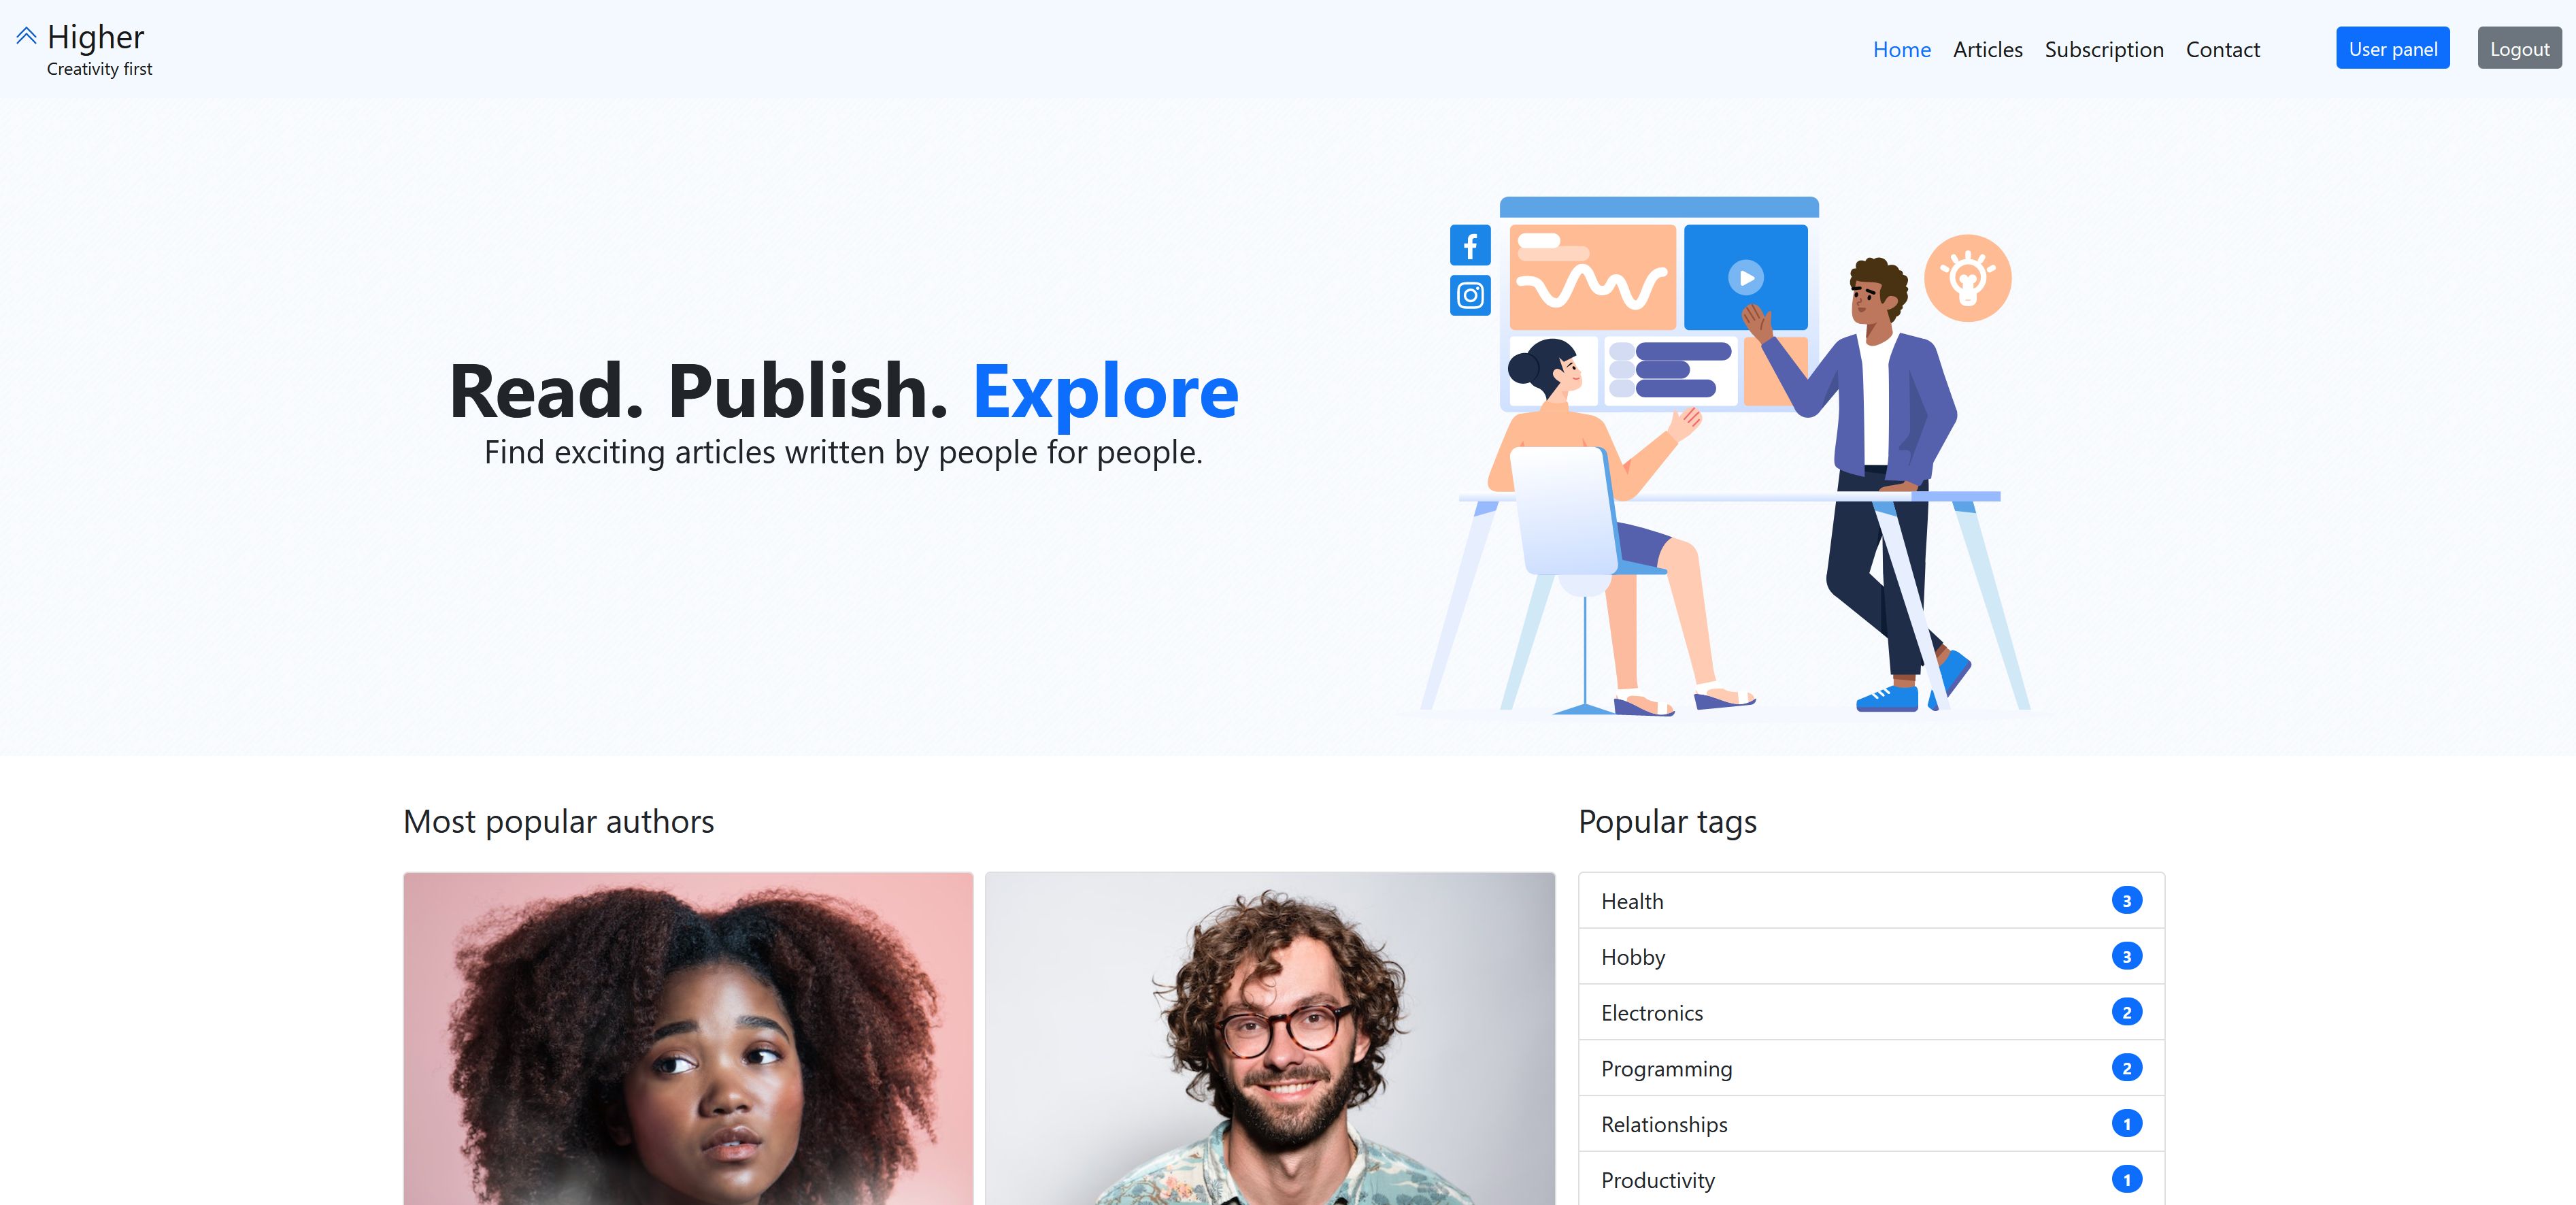 Higher
Creativity first
Home Articles Subscription Contact User panel Logout
Read. Publish. Explore
Find exciting articles written by people for people.
Most popular authors
Popular tags
Health 3
Hobby 3
Electronics 2
Programming 2
Relationships 1
Productivity 1